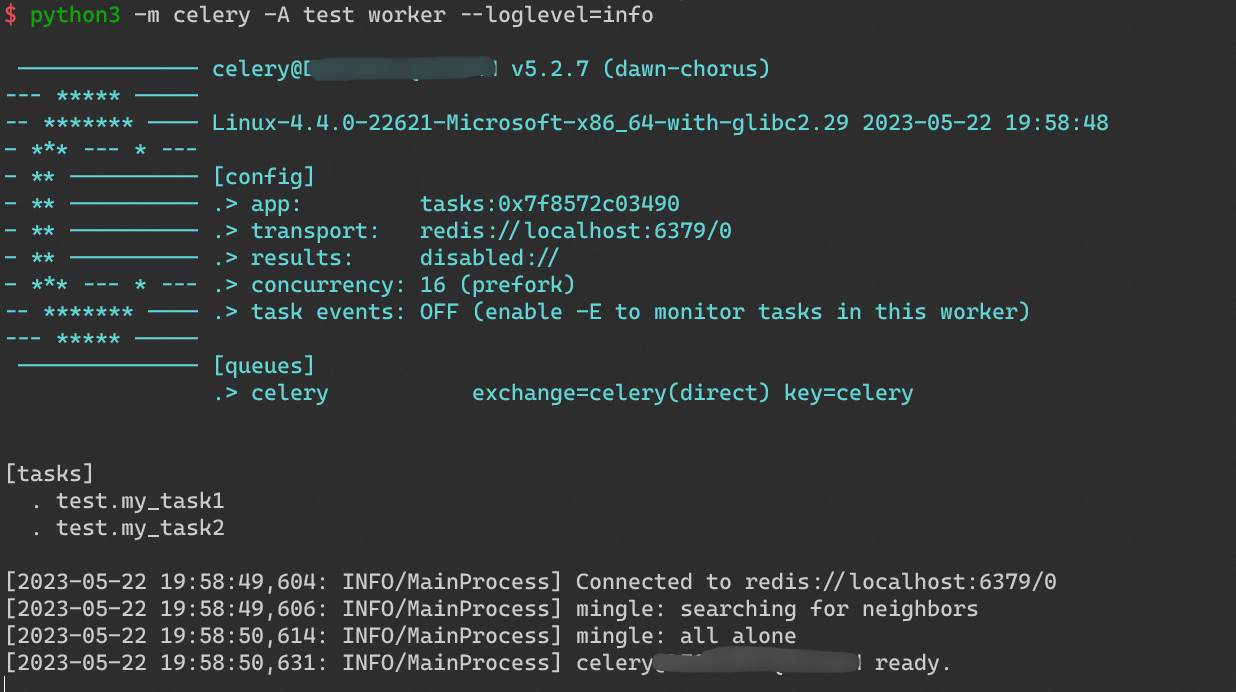 $ python3 -m celery -A test worker --loglevel=info
-------------- celery@ v5.2.7 (dawn-chorus)
--- ***** -----
-- ******* ---- Linux-4.4.0-22621-Microsoft-x86_64-with-glibc2.29 2023-05-22 19:58:48
- *** --- * ---
- ** ---------- [config]
- ** ---------- .> app: tasks:0x7f8572c03490
- ** ---------- .> transport: redis://localhost:6379/0
- ** ---------- .> results: disabled://
- *** --- * --- .> concurrency: 16 (prefork)
-- ******* ---- .> task events: OFF (enable -E to monitor tasks in this worker)
--- ***** -----
-------------- [queues]
.> celery exchange=celery(direct) key=celery
[tasks]
. test.my_task1
. test.my_task2
[2023-05-22 19:58:49,604: INFO/MainProcess] Connected to redis://localhost:6379/0
[2023-05-22 19:58:49,606: INFO/MainProcess] mingle: searching for neighbors
[2023-05-22 19:58:50,614: INFO/MainProcess] mingle: all alone
[2023-05-22 19:58:50,631: INFO/MainProcess] celery@ ready.